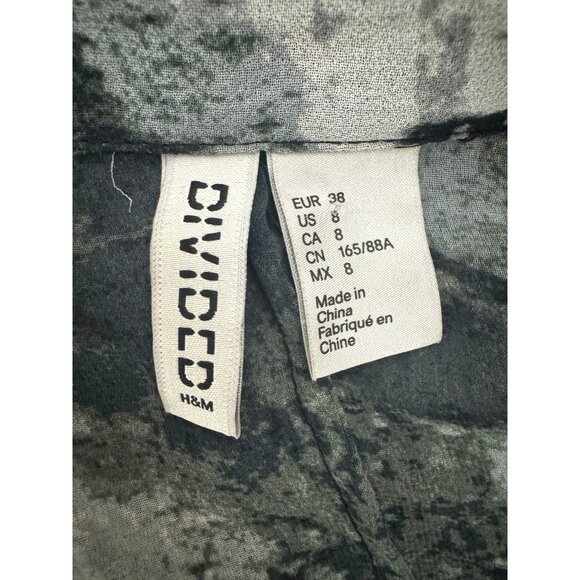 DIVIDED
H&M
EUR 38
US 8
CA 8
CN 165/88A
MX 8
Made in
China
Fabriqué en
Chine